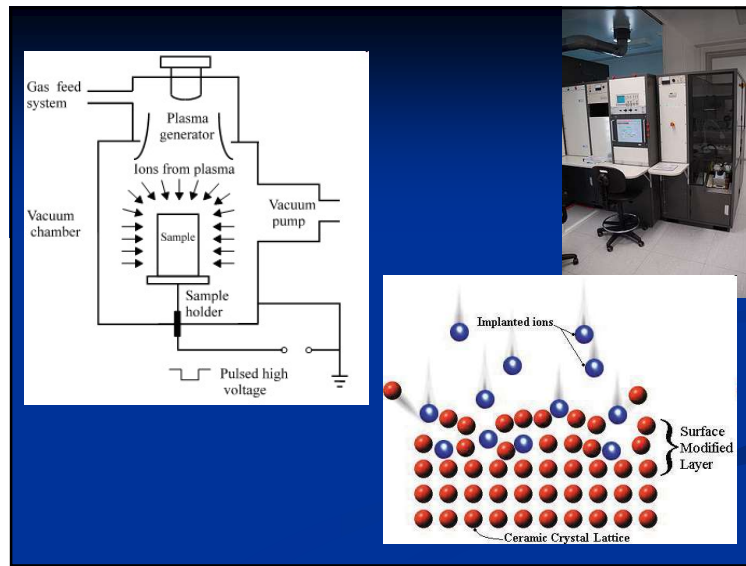 Gas feed
system
Plasma
generator
Ions from plasma
Vacuum
chamber
Sample
Vacuum
pump
Sample
holder
Pulsed high
voltage
Implanted ions
Surface
Modified
Layer
Ceramic Crystal Lattice